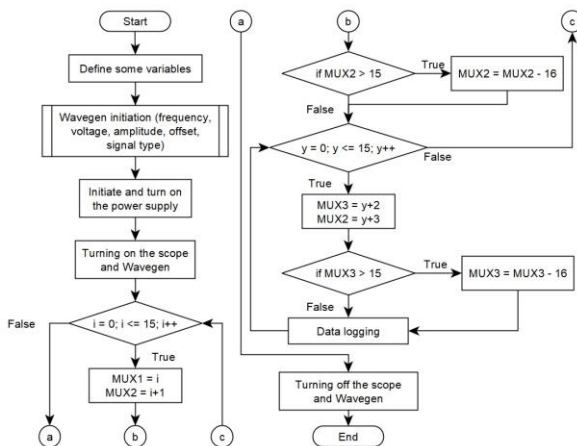 Start
Define some variables
Wavegen initiation (frequency,
voltage, amplitude, offset,
signal type)
Initiate and turn on
the power supply
Turning on the scope
and Wavegen
False
i = 0; i <= 15; i++
True
MUX1 = i
MUX2 = i+1
a
b
c
a
b
c
if MUX2 > 15
True
MUX2 = MUX2 - 16
False
y = 0; y <= 15; y++
False
True
MUX3 = y+2
MUX2 = y+3
if MUX3 > 15
True
MUX3 = MUX3 - 16
False
Data logging
Turning off the scope
and Wavegen
End